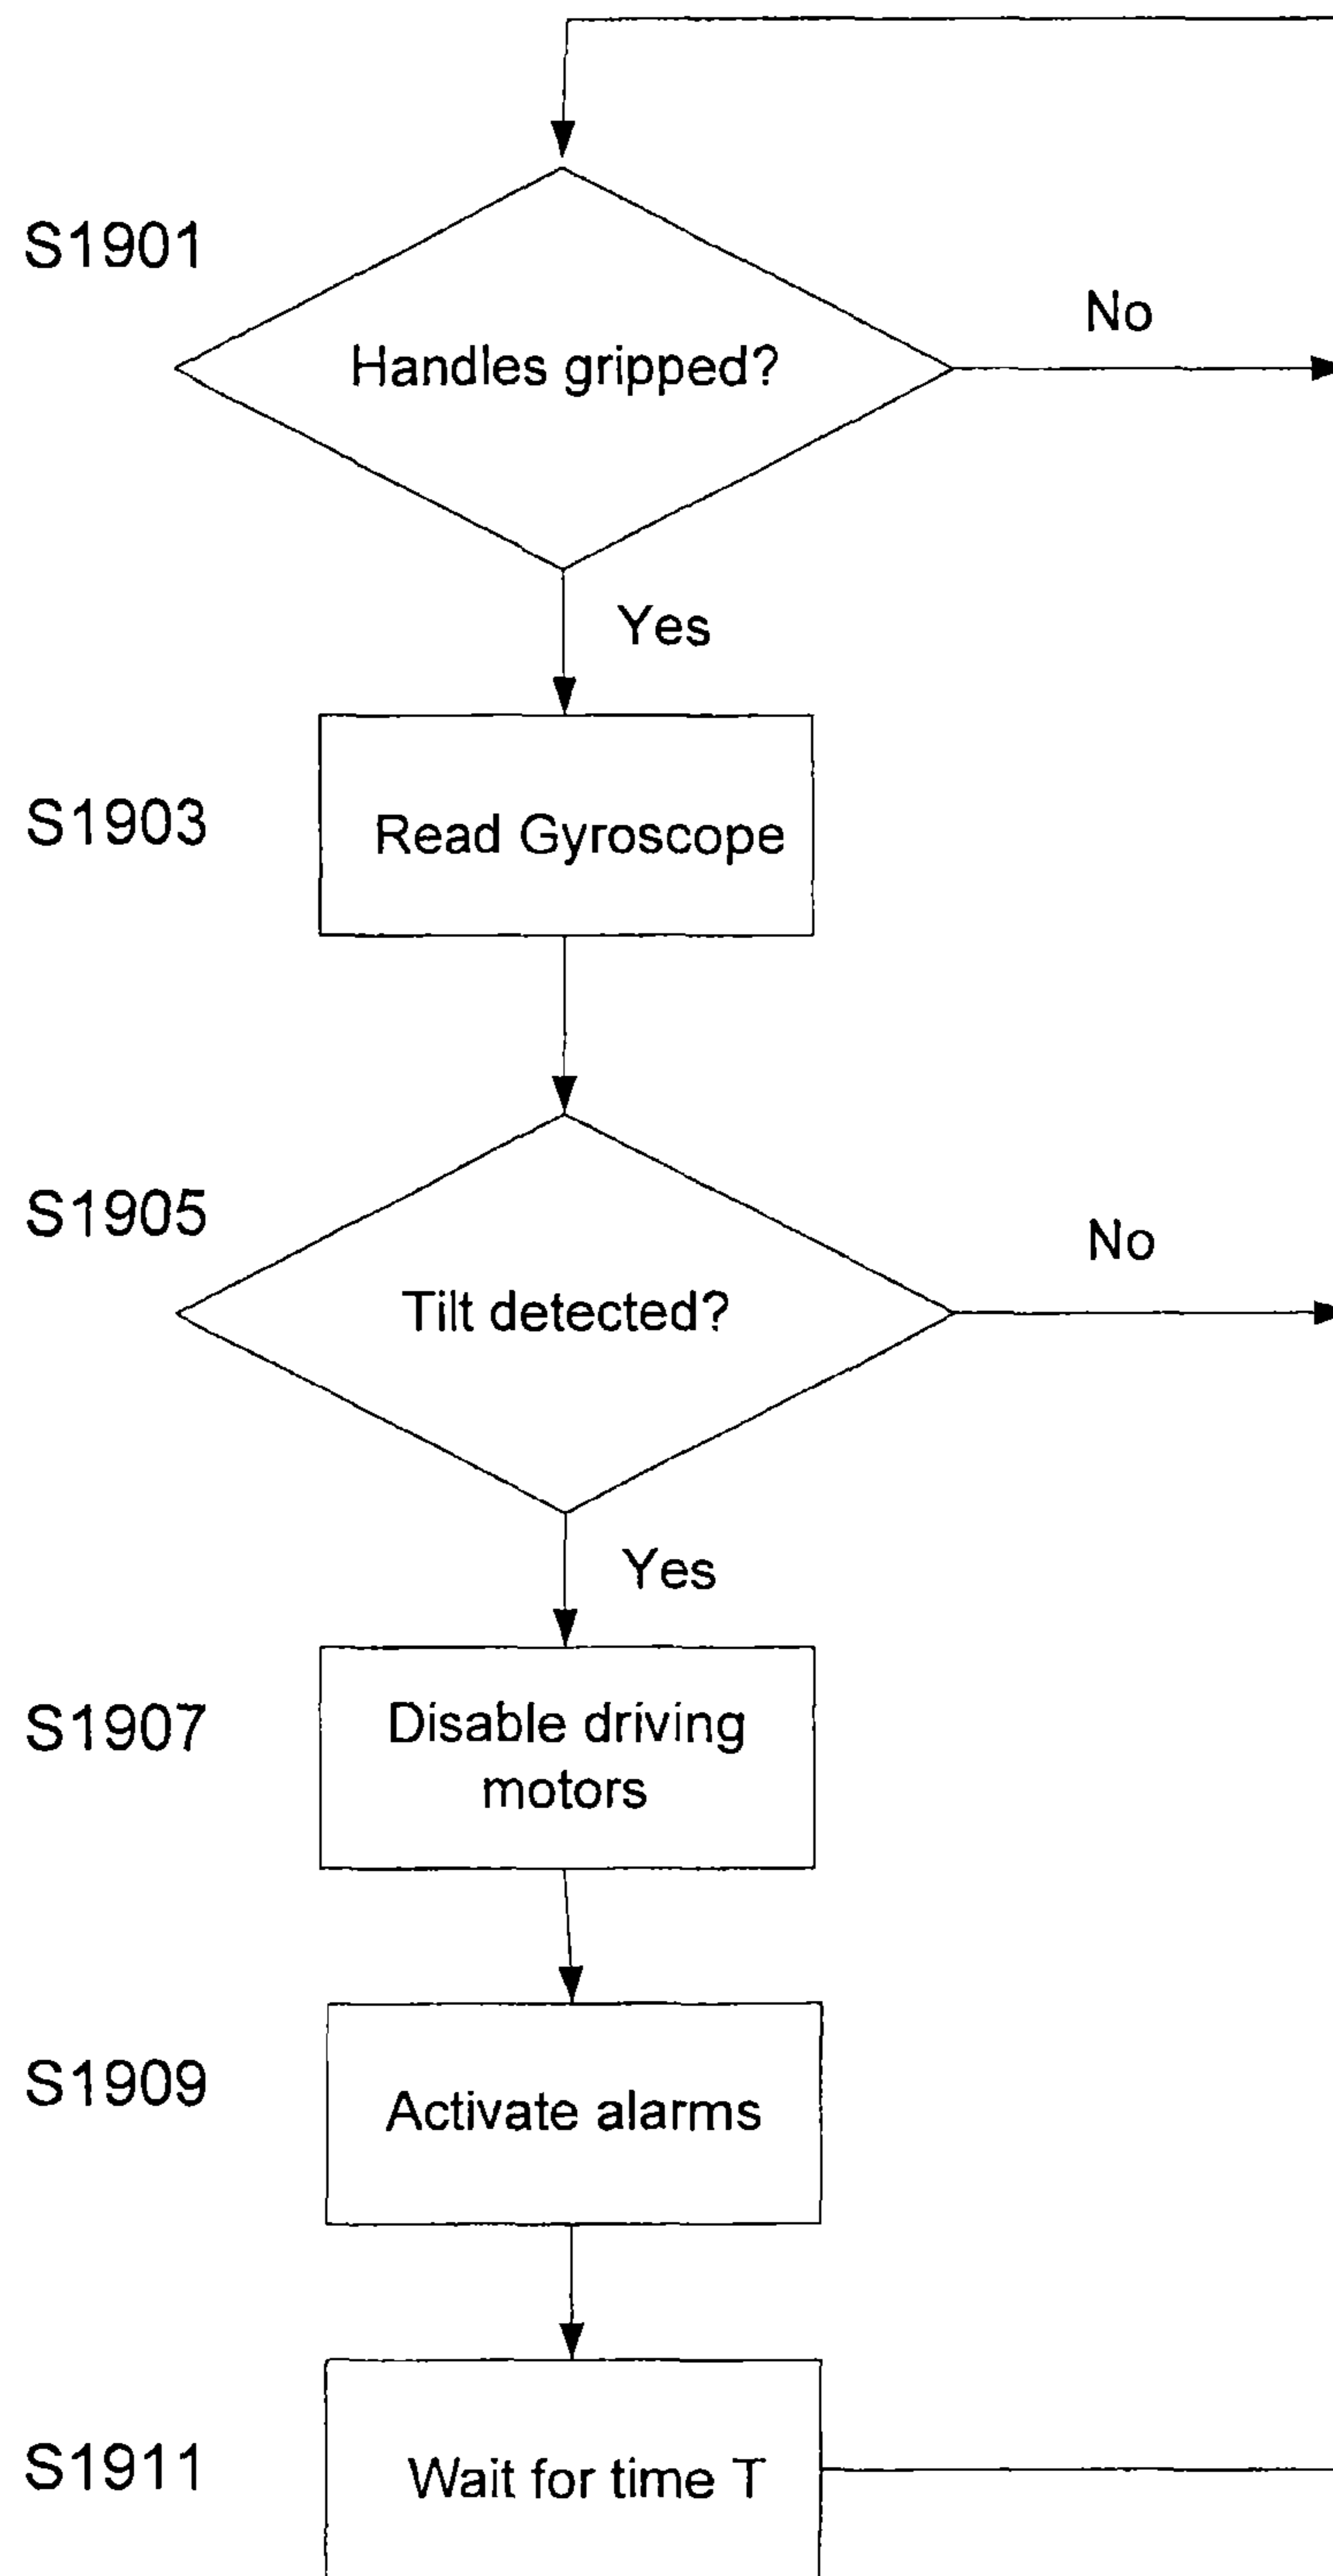 S1901
Handles gripped?
No
Yes
S1903
Read Gyroscope
S1905
Tilt detected?
No
Yes
S1907
Disable driving
motors
S1909
Activate alarms
S1911
Wait for time T